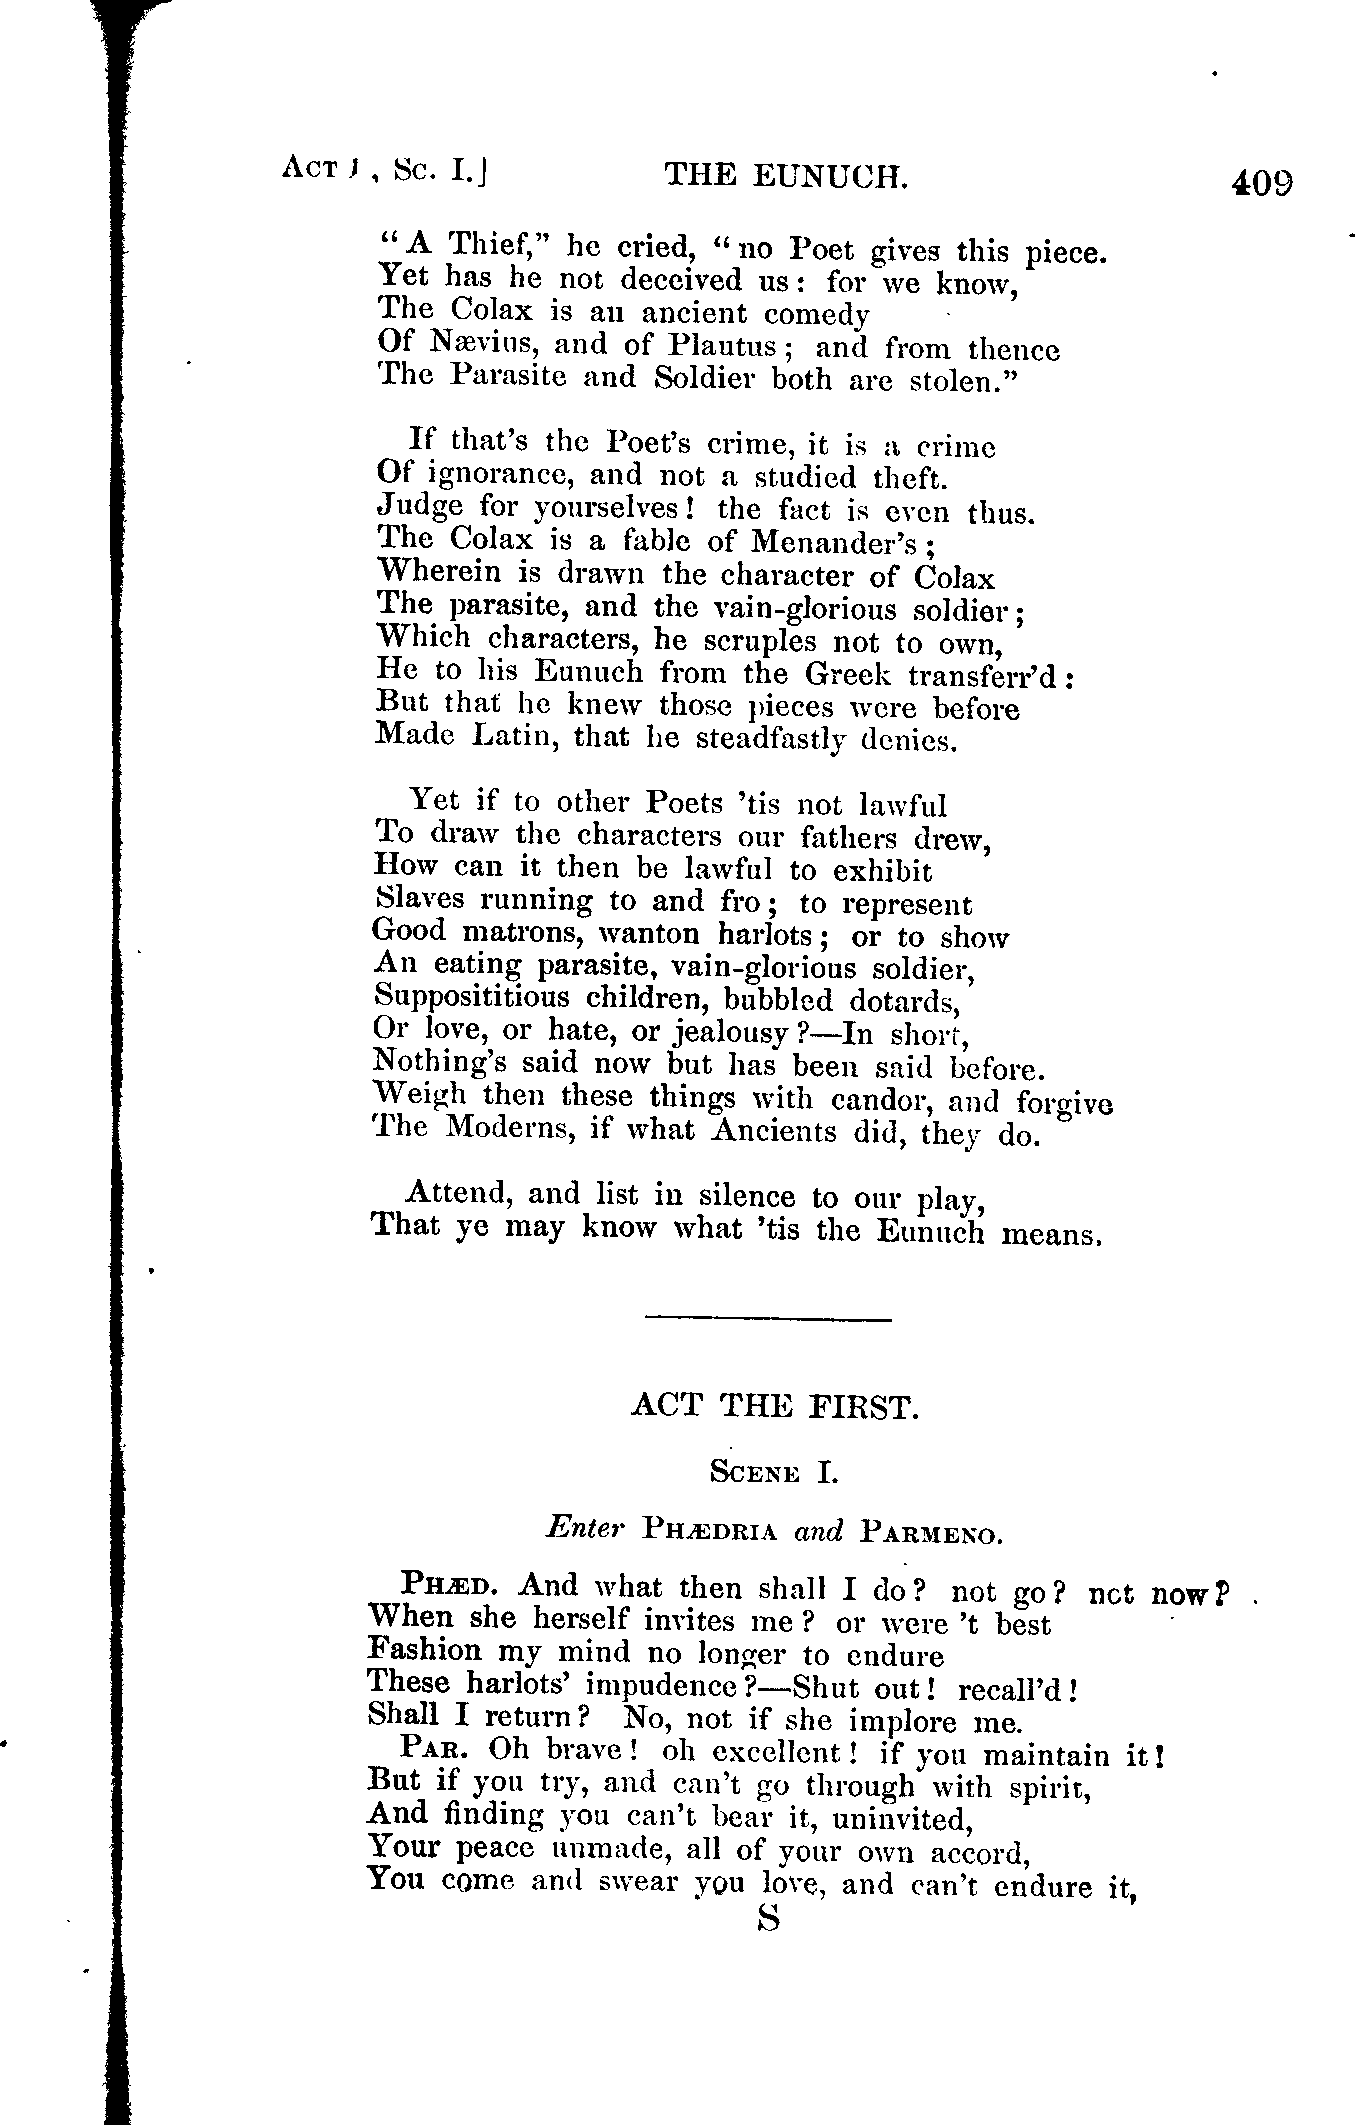 ACT I, SC. I.] THE EUNUCH. 409
“A Thief,” he cried, “no Poet gives this piece.
Yet has he not deceived us: for we know,
The Colax is an ancient comedy
Of Nævius, and of Plautus; and from thence
The Parasite and Soldier both are stolen.”
If that’s the Poet’s crime, it is a crime
Of ignorance, and not a studied theft.
Judge for yourselves! the fact is even thus.
The Colax is a fable of Menander’s;
Wherein is drawn the character of Colax
The parasite, and the vain-glorious soldier;
Which characters, he scruples not to own,
He to his Eunuch from the Greek transferr’d:
But that he knew those pieces were before
Made Latin, that he steadfastly denies.
Yet if to other Poets ’tis not lawful
To draw the characters our fathers drew,
How can it then be lawful to exhibit
Slaves running to and fro; to represent
Good matrons, wanton harlots; or to show
An eating parasite, vain-glorious soldier,
Supposititious children, bubbled dotards,
Or love, or hate, or jealousy?—In short,
Nothing’s said now but has been said before.
Weigh then these things with candor, and forgive
The Moderns, if what Ancients did, they do.
Attend, and list in silence to our play,
That ye may know what ’tis the Eunuch means.
ACT THE FIRST.
SCENE I.
Enter PHÆDRIA and PARMENO.
PHÆD. And what then shall I do? not go? not now?
When she herself invites me? or were ’t best
Fashion my mind no longer to endure
These harlots’ impudence?—Shut out! recall’d!
Shall I return? No, not if she implore me.
PAR. Oh brave! oh excellent! if you maintain it!
But if you try, and can’t go through with spirit,
And finding you can’t bear it, uninvited,
Your peace unmade, all of your own accord,
You come and swear you love, and can’t endure it,
S